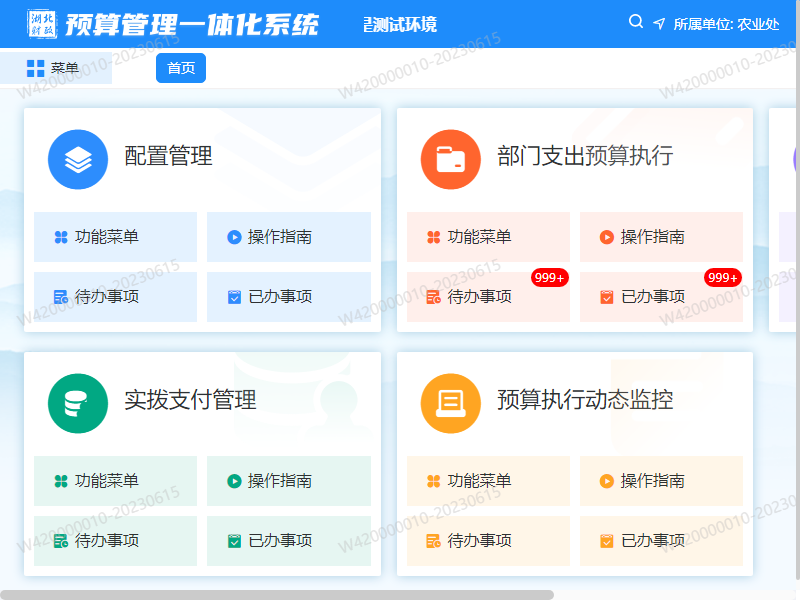 湖北财政 预算管理一体化系统 测试环境 所属单位: 农业处
菜单 首页
配置管理
功能菜单 操作指南
待办事项 已办事项
部门支出预算执行
功能菜单 操作指南
待办事项 999+ 已办事项 999+
实拨支付管理
功能菜单 操作指南
待办事项 已办事项
预算执行动态监控
功能菜单 操作指南
待办事项 已办事项
W420000010-20230615
W420000010-20230615
W420000010-20230615
W420000010-20230615
W420000010-20230615
W420000010-20230615
W420000010-20230615
W420000010-20230615
W420000010-20230615